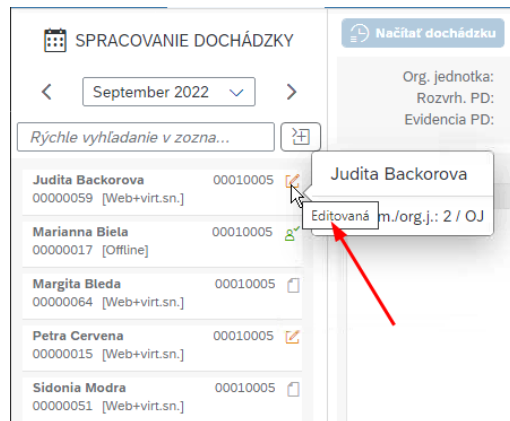 SPRACOVANIE DOCHÁDZKY
Načítať dochádzku
September 2022
Org. jednotka:
Rozvrh. PD:
Evidencia PD:
Rýchle vyhľadanie v zozna...
Judita Backorova 00010005
00000059 [Web+virt.sn.]
Judita Backorova
Editovaná m./org.j.: 2 / OJ
Marianna Biela 00010005
00000017 [Offline]
Margita Bleda 00010005
00000064 [Web+virt.sn.]
Petra Cervena 00010005
00000015 [Web+virt.sn.]
Sidonia Modra 00010005
00000051 [Web+virt.sn.]